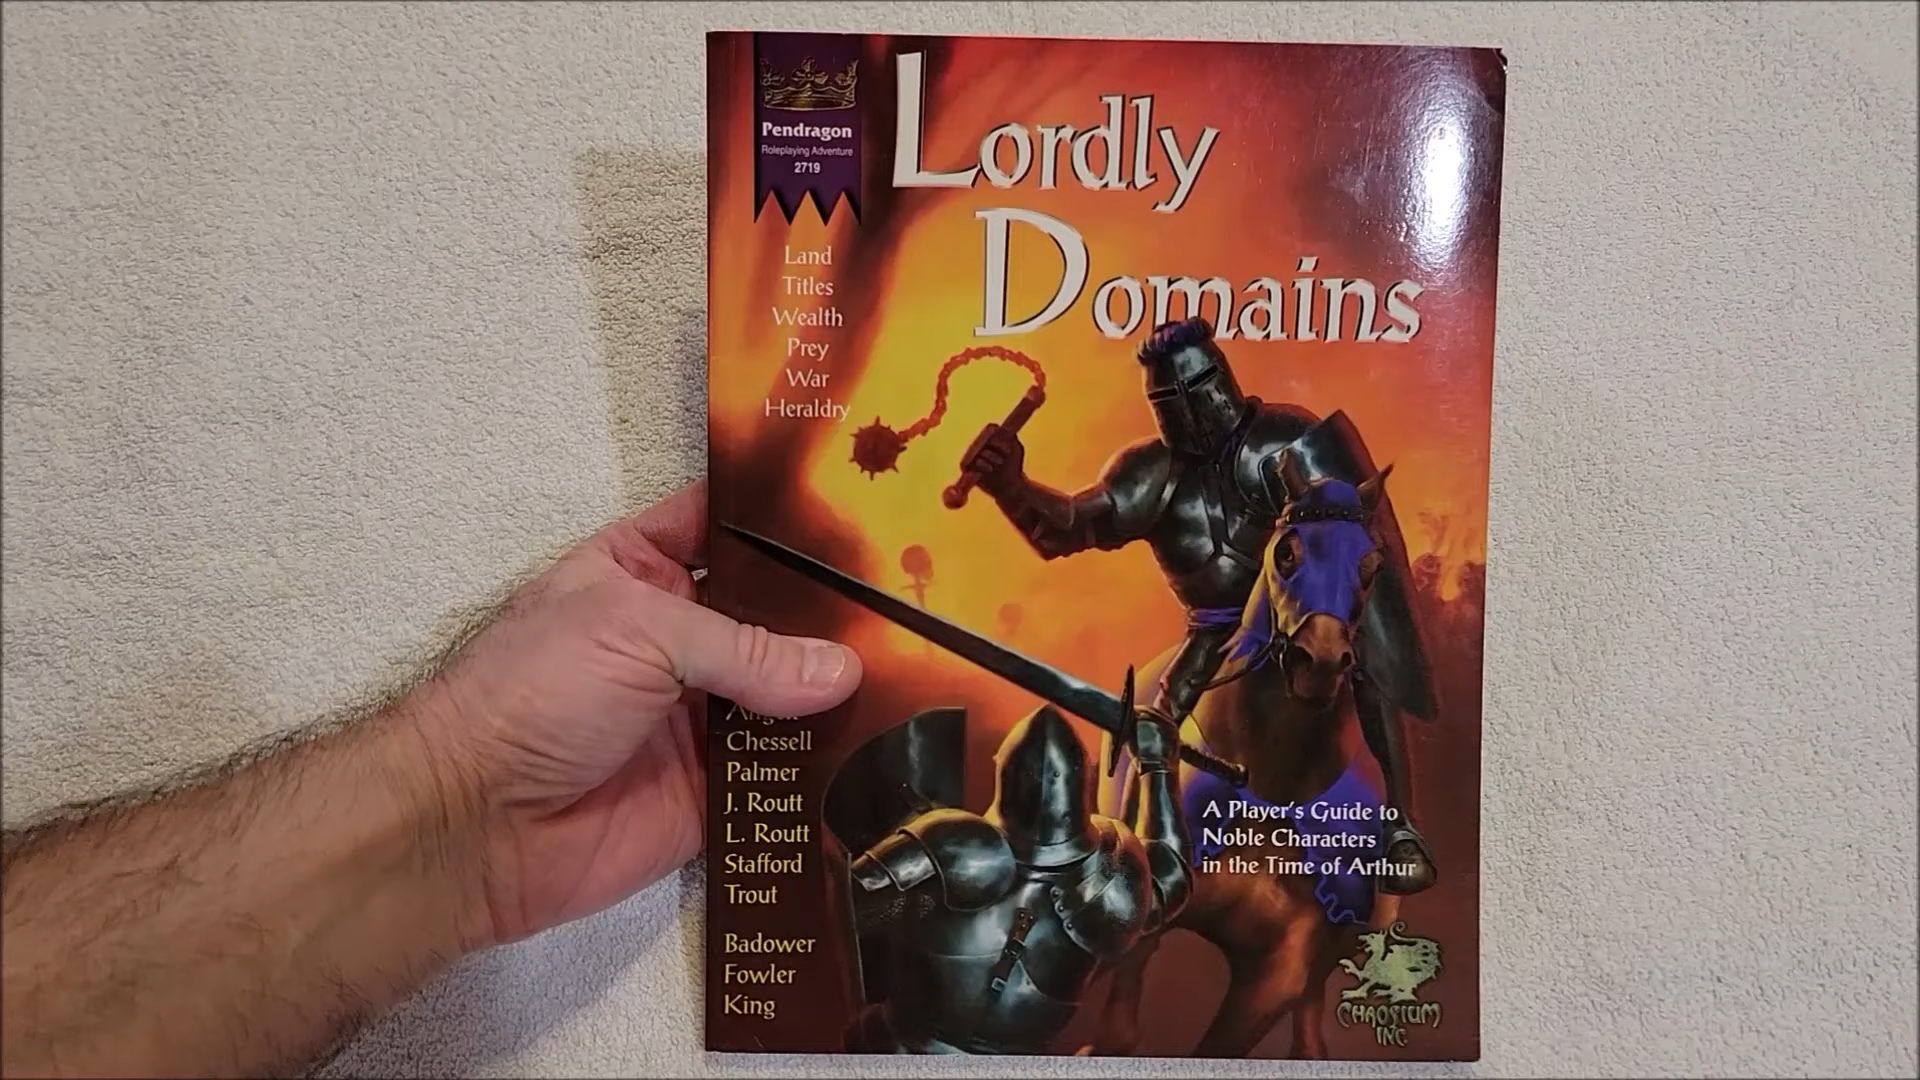 Pendragon
Roleplaying Adventure
2719
Lordly
Domains
Land
Titles
Wealth
Prey
War
Heraldry
Chessell
Palmer
J. Routt
L. Routt
Stafford
Trout
Badower
Fowler
King
A Player's Guide to
Noble Characters
in the Time of Arthur
CHAOSIUM
INC